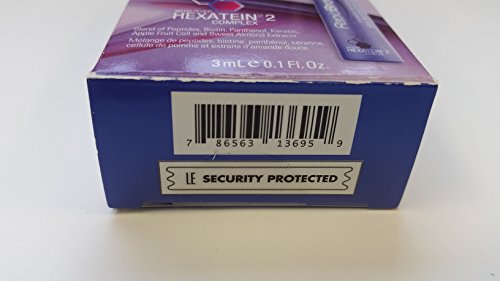 HEXATEIN® 2
COMPLEX
Blend of Peptides, Biotin, Panthenol, Keratin,
Apple Fruit Cell and Sweet Almond Extracts
Mélange de peptides, biotine, panthénol, kératine,
cellule de pomme et extraits d'amande douce
3mL℮0.1 Fl.Oz.
HEXATEIN 2
7 86563 13695 9
LE SECURITY PROTECTED